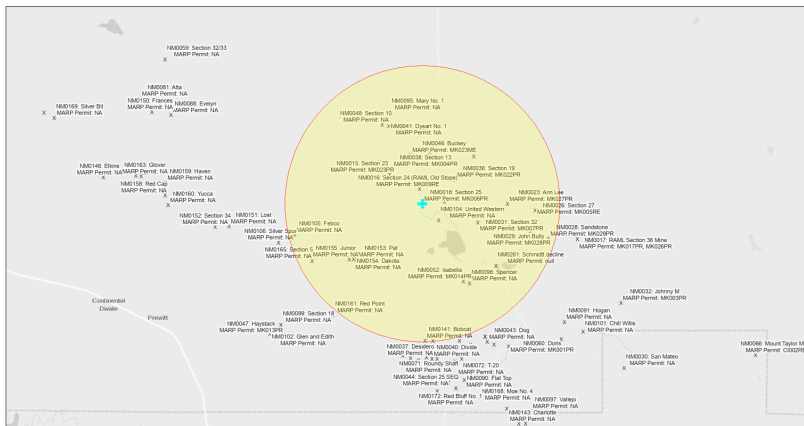 NM0059: Section 32/33
MARP Permit: NA
NM0081: Alta
MARP Permit: NA
NM0150: Frances
MARP Permit: NA
NM0088: Evelyn
MARP Permit: NA
NM0169: Silver Bit
MARP Permit: NA
NM0095: Mary No. 1
MARP Permit: NA
NM0048: Section 10
MARP Permit: NA
NM0041: Dysart No. 1
MARP Permit: NA
NM0046: Buckey
MARP Permit: MK023ME
NM0038: Section 13
MARP Permit: MK004PR
NM0015: Section 23
MARP Permit: MK023PR
NM0036: Section 19
MARP Permit: MK022PR
NM0016: Section 24 (RAML Old Stope)
MARP Permit: MK009RE
NM0146: Elkins
MARP Permit: NA
NM0163: Glover
MARP Permit: NA
NM0159: Haven
MARP Permit: NA
NM0158: Red Cap
MARP Permit: NA
NM0160: Yucca
MARP Permit: NA
NM0018: Section 25
MARP Permit: MK006PR
NM0023: Ann Lee
MARP Permit: MK027PR
NM0026: Section 27
MARP Permit: MK005RE
NM0104: United Western
MARP Permit: NA
NM0152: Section 34
MARP Permit: NA
NM0151: Lost
MARP Permit: NA
NM0105: Febco
MARP Permit: NA
NM0106: Silver Spur
MARP Permit: NA
NM0031: Section 32
MARP Permit: MK007PR
NM0029: John Bully
MARP Permit: MK028PR
NM0028: Sandstone
MARP Permit: MK029PR
NM0017: RAML Section 36 Mine
MARP Permit: MK017PR, MK026PR
NM0165: Section 5
MARP Permit: NA
NM0155: Junior
MARP Permit: NA
NM0153: Pat
MARP Permit: NA
NM0154: Dakota
MARP Permit: NA
NM0261: Schmidtt decline
MARP Permit: null
NM0052: Isabella
MARP Permit: MK014PR
NM0098: Spencer
MARP Permit: NA
NM0161: Red Point
MARP Permit: NA
Continental
Divide
Prewitt
NM0099: Section 18
MARP Permit: NA
NM0047: Haystack
MARP Permit: MK013PR
NM0102: Glen and Edith
MARP Permit: NA
NM0032: Johnny M
MARP Permit: MK003PR
NM0091: Hogan
MARP Permit: NA
NM0101: Chill Willa
MARP Permit: NA
NM0141: Bobcat
MARP Permit: NA
NM0043: Dog
MARP Permit: NA
NM0060: Doris
MARP Permit: MK01PR
NM0037: Desidero
NM0040: Divide
MARP Permit: NA
NM0071: Roundy Shaft
MARP Permit: NA
NM0072: T-20
MARP Permit: NA
NM0044: Section 25 SEQ
MARP Permit: NA
NM0090: Flat Top
MARP Permit: NA
NM0030: San Mateo
MARP Permit: NA
NM0066: Mount Taylor M
MARP Permit: CI002RE
NM0168: Moe No. 4
MARP Permit: NA
NM0172: Red Bluff No. 1
MARP Permit: NA
NM0097: Vallejo
MARP Permit: NA
NM0143: Charlotte
MARP Permit: NA